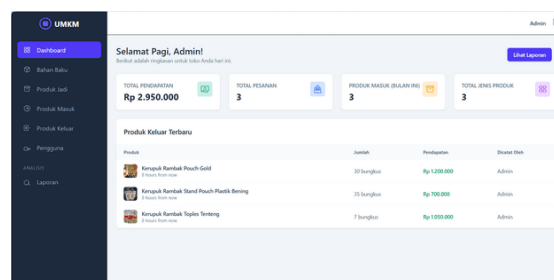 UMKM
Admin
Dashboard
Bahan Baku
Produk Jadi
Produk Masuk
Produk Keluar
Pengguna
ANALISIS
Laporan
Selamat Pagi, Admin!
Berikut adalah ringkasan untuk toko Anda hari ini.
Lihat Laporan
TOTAL PENDAPATAN
Rp 2.950.000
TOTAL PESANAN
3
PRODUK MASUK (BULAN INI)
3
TOTAL JENIS PRODUK
3
Produk Keluar Terbaru
Produk Jumlah Pendapatan Dicatat Oleh
Kerupuk Rambak Pouch Gold
0 hours from now
30 bungkus Rp 1.200.000 Admin
Kerupuk Rambak Stand Pouch Plastik Bening
0 hours from now
35 bungkus Rp 700.000 Admin
Kerupuk Rambak Toples Tenteng
0 hours from now
7 bungkus Rp 1.050.000 Admin